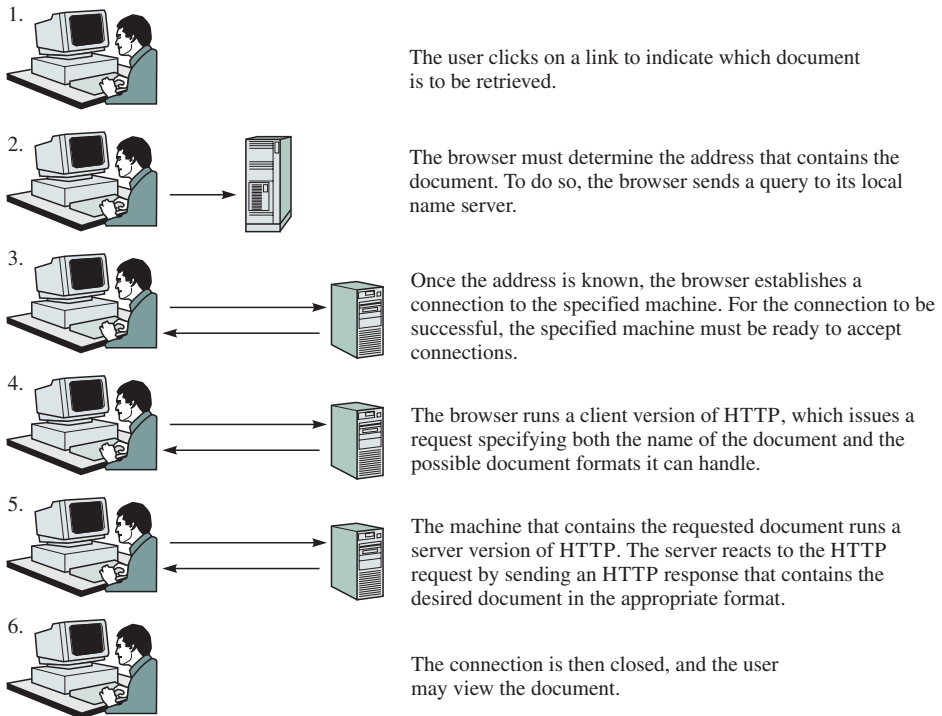 1.
The user clicks on a link to indicate which document
is to be retrieved.
2.
The browser must determine the address that contains the
document. To do so, the browser sends a query to its local
name server.
3.
Once the address is known, the browser establishes a
connection to the specified machine. For the connection to be
successful, the specified machine must be ready to accept
connections.
4.
The browser runs a client version of HTTP, which issues a
request specifying both the name of the document and the
possible document formats it can handle.
5.
The machine that contains the requested document runs a
server version of HTTP. The server reacts to the HTTP
request by sending an HTTP response that contains the
desired document in the appropriate format.
6.
The connection is then closed, and the user
may view the document.